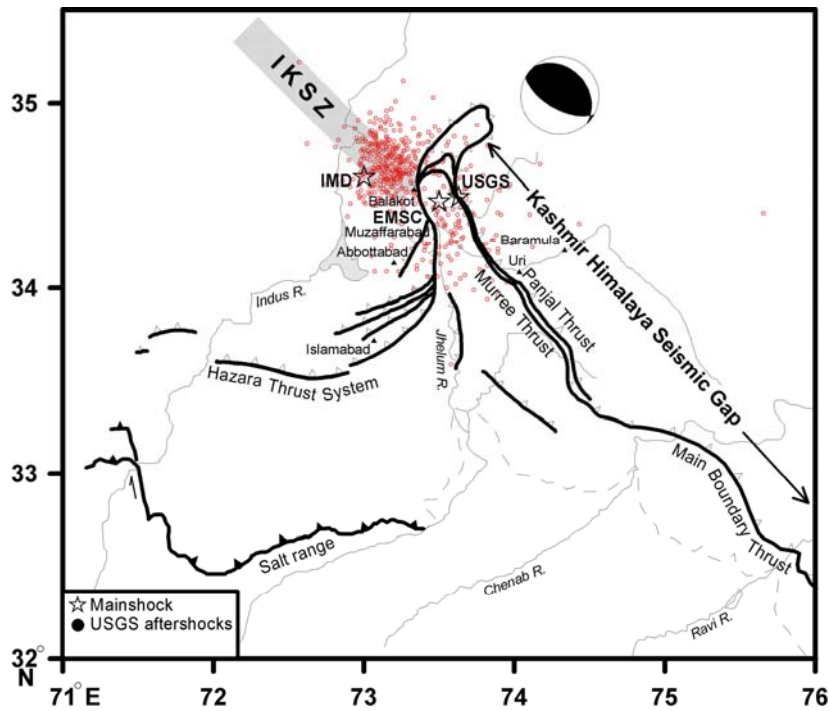 35
34
33
32°
N
71°E
72
73
74
75
76
IKSZ
IMD
USGS
Balakot
EMSC
Muzaffarabad
Abbottabad
Baramula
Uri
Kashmir Himalaya Seismic Gap
Panjal Thrust
Murree Thrust
Indus R.
Islamabad
Jhelum R.
Hazara Thrust System
Main Boundary Thrust
Salt range
Chenab R.
Ravi R.
Mainshock
USGS aftershocks